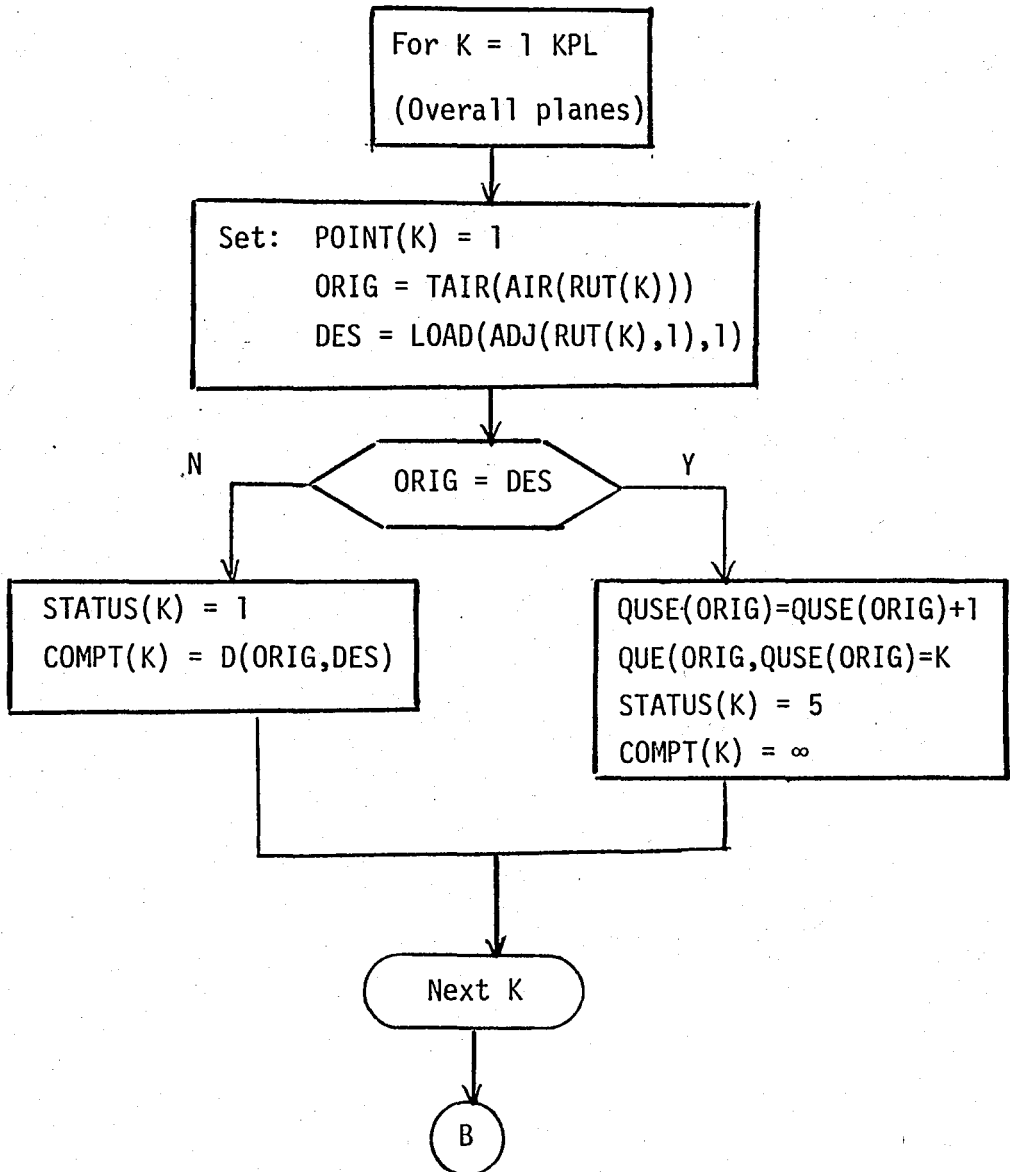 For K = 1 KPL
(Overall planes)
Set: POINT(K) = 1
ORIG = TAIR(AIR(RUT(K)))
DES = LOAD(ADJ(RUT(K),1),1)
N
ORIG = DES
Y
STATUS(K) = 1
COMPT(K) = D(ORIG,DES)
QUSE(ORIG)=QUSE(ORIG)+1
QUE(ORIG,QUSE(ORIG)=K
STATUS(K) = 5
COMPT(K) = ∞
Next K
B